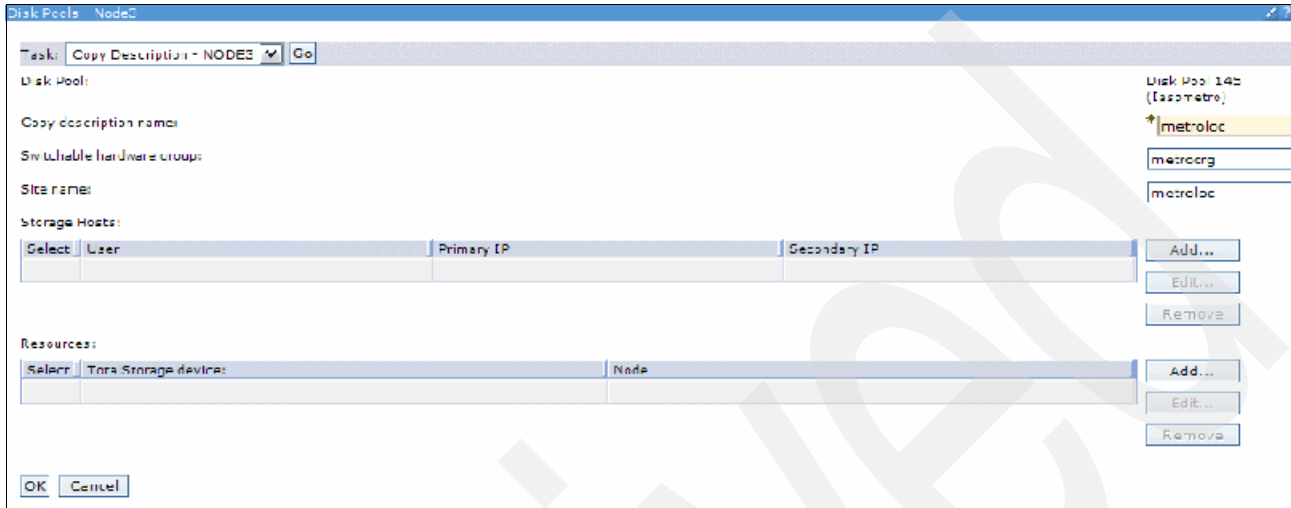 Disk Pools - Node3
Task: Copy Description - NODE3 Go
Disk Pool: Disk Pool 145
(Iaspmetro)
Copy description name: metroloc
Switchable hardware group: metrocrg
Site name: metroloc
Storage Hosts:
Select User Primary IP Secondary IP
Add...
Edit...
Remove
Resources:
Select TotalStorage device: Node
Add...
Edit...
Remove
OK Cancel